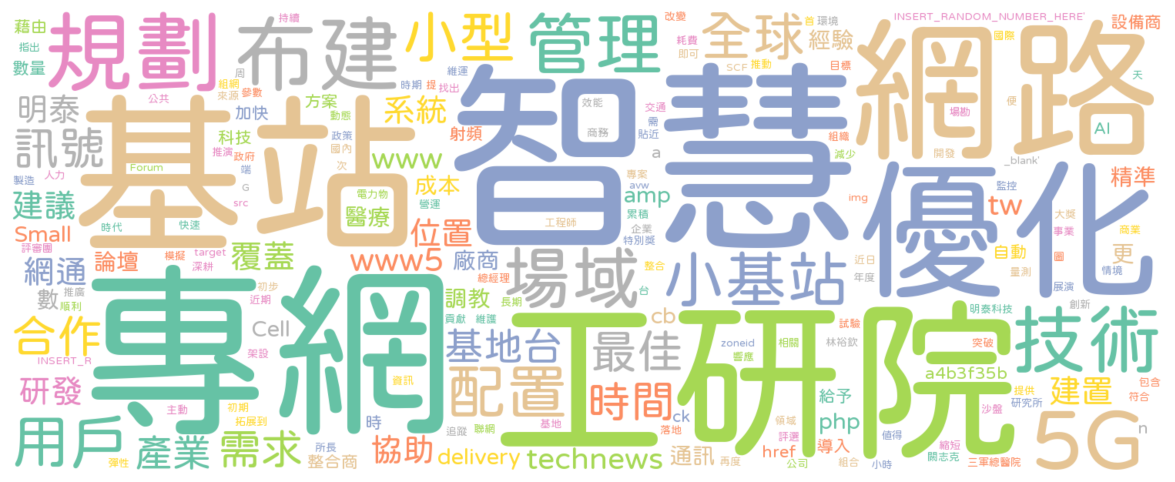 規劃
布建
小型
管理
全球
經驗
網路
智慧
優化
基站
專網
工研院
技術
5G
場域
小基站
配置
最佳
時間
用戶
產業
需求
協助
合作
研發
建議
訊號
明泰
系統
成本
醫療
位置
覆蓋
論壇
網通
數
Cell
Small
www
www5
廠商
調教
基地台
cb
ck
amp
a
tw
AI
精準
更
自動
建置
導入
給予
php
href
technews
delivery
通訊
整合商
a4b3f35b
設備商
INSERT_RANDOM_NUMBER_HERE'
INSERT_R
藉由
指出
數量
持續
周
組網
來源
參數
加快
科技
推演
政府
端
G
src
公共
人力
製造
Forum
時代
快速
評審團
模擬
target
深耕
推廣
順利
初步
近期
架設
主動
初期
拓展到
彈性
所長
時
資訊
追蹤
聯網
基地
貢獻
維護
長期
總經理
營運
電力物
次
國內
政策
動態
方案
時期
提
維運
找出
射頻
效能
商務
工程師
改變
耗費
即可
SCF
推動
首
環境
目標
交通
需
貼近
組織
減少
專案
avw
累積
企業
特別獎
整合
台
img
近日
年度
國際
場勘
便
天
開發
_blank'
監控
大獎
事業
商業
圖
量測
情境
展演
創新
明泰科技
試驗
林裕欽
zoneid
響應
相關
突破
提供
研究所
包含
符合
沙盤
領域
評選
落地
值得
縮短
闕志克
n
再度
公司
組合
小時
三軍總醫院